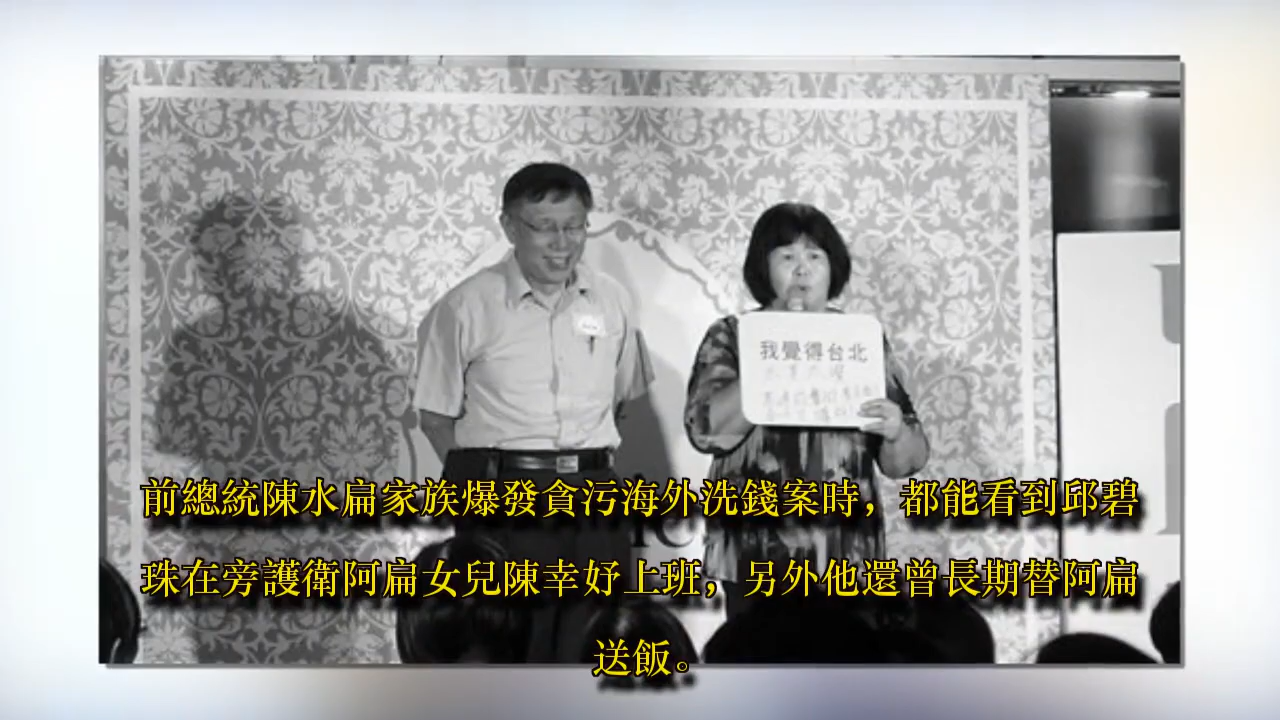 我覺得台北
前總統陳水扁家族爆發貪污海外洗錢案時，都能看到邱碧
珠在旁護衛阿扁女兒陳幸妤上班，另外他還曾長期替阿扁
送飯。